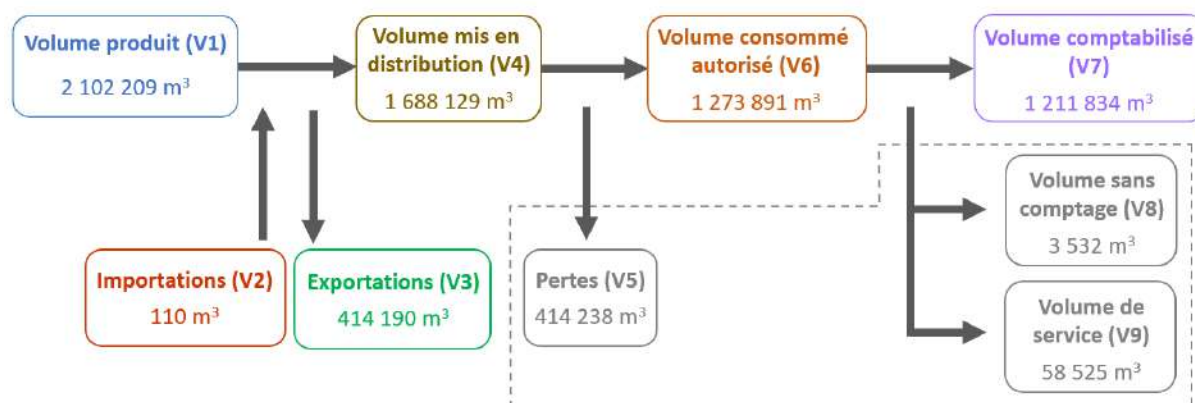 Volume produit (V1)
2 102 209 m³
Volume mis en
distribution (V4)
1 688 129 m³
Volume consommé
autorisé (V6)
1 273 891 m³
Volume comptabilisé
(V7)
1 211 834 m³
Importations (V2)
110 m³
Exportations (V3)
414 190 m³
Pertes (V5)
414 238 m³
Volume sans
comptage (V8)
3 532 m³
Volume de
service (V9)
58 525 m³